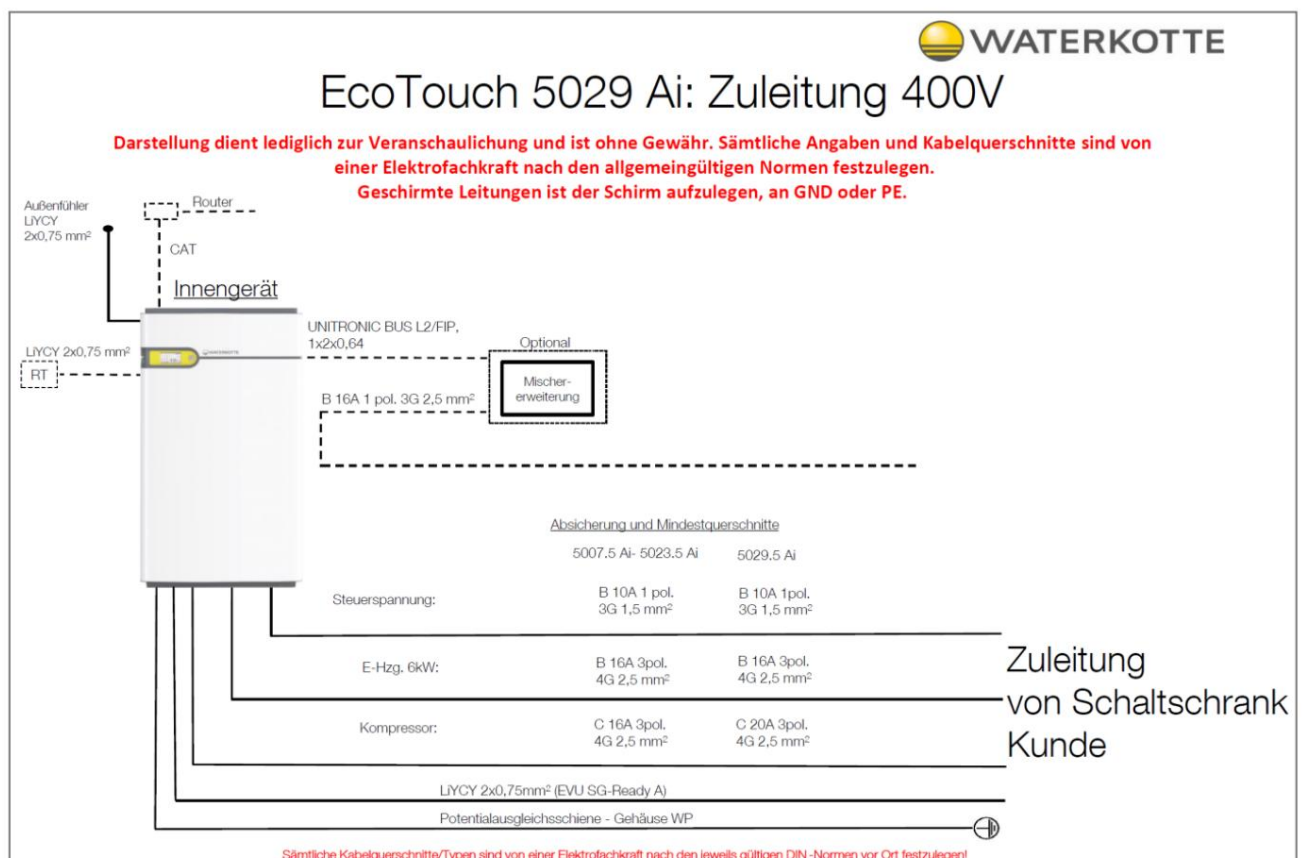 WATERKOTTE
EcoTouch 5029 Ai: Zuleitung 400V
Darstellung dient lediglich zur Veranschaulichung und ist ohne Gewähr. Sämtliche Angaben und Kabelquerschnitte sind von
einer Elektrofachkraft nach den allgemeingültigen Normen festzulegen.
Geschirmte Leitungen ist der Schirm aufzulegen, an GND oder PE.
Außenfühler
LiYCY
2x0,75 mm²
Router
CAT
Innengerät
UNITRONIC BUS L2/FIP,
1x2x0,64
Optional
LiYCY 2x0,75 mm²
RT
WATERKOTTE
Mischer-
erweiterung
B 16A 1 pol. 3G 2,5 mm²
Absicherung und Mindestquerschnitte
5007.5 Ai- 5023.5 Ai 5029.5 Ai
Steuerspannung:
B 10A 1 pol.
3G 1,5 mm²
B 10A 1pol.
3G 1,5 mm²
E-Hzg. 6kW:
B 16A 3pol.
4G 2,5 mm²
B 16A 3pol.
4G 2,5 mm²
Kompressor:
C 16A 3pol.
4G 2,5 mm²
C 20A 3pol.
4G 2,5 mm²
Zuleitung
von Schaltschrank
Kunde
LiYCY 2x0,75mm² (EVU SG-Ready A)
Potentialausgleichsschiene - Gehäuse WP
Sämtliche Kabelquerschnitte/Typen sind von einer Elektrofachkraft nach den jeweils gültigen DIN -Normen vor Ort festzulegen!